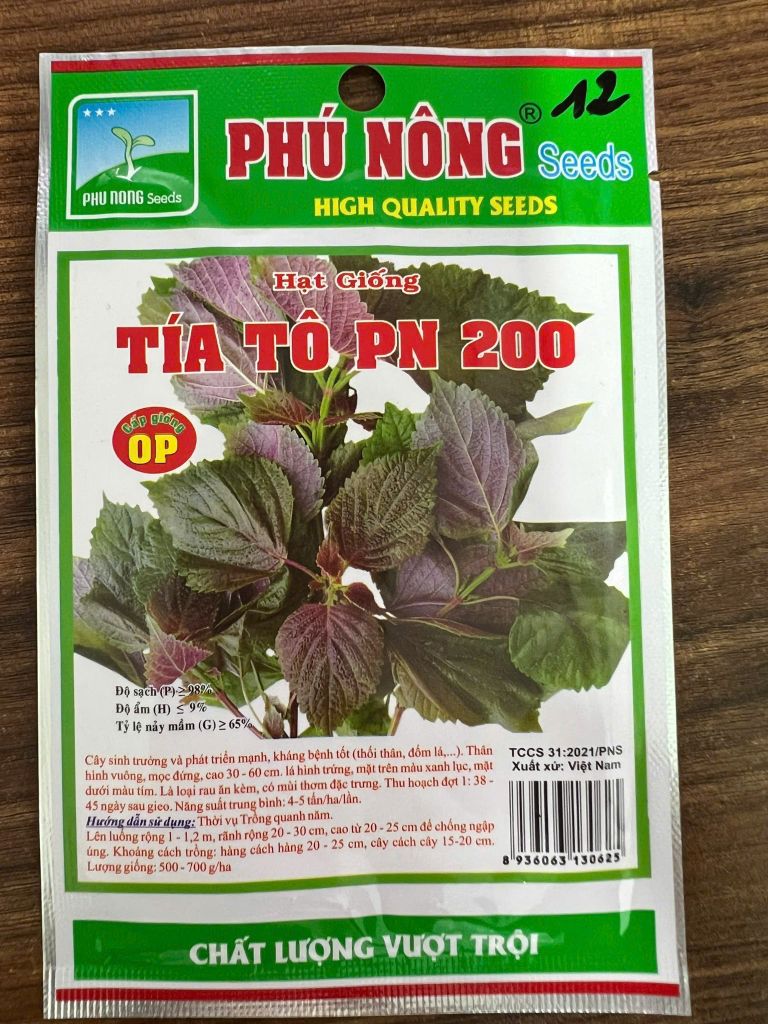 12
PHÚ NÔNG® Seeds
HIGH QUALITY SEEDS
PHU NONG Seeds
Hạt Giống
TÍA TÔ PN 200
Cấp giống
OP
Độ sạch (P) ≥ 98%
Độ ẩm (H) ≤ 9%
Tỷ lệ nảy mầm (G) ≥ 65%
Cây sinh trưởng và phát triển mạnh, kháng bệnh tốt (thối thân, đốm lá,...). Thân
hình vuông, mọc đứng, cao 30 - 60 cm. lá hình trứng, mặt trên màu xanh lục, mặt
dưới màu tím. Là loại rau ăn kèm, có mùi thơm đặc trưng. Thu hoạch đợt 1: 38 -
45 ngày sau gieo. Năng suất trung bình: 4-5 tấn/ha/lần.
Hướng dẫn sử dụng: Thời vụ Trồng quanh năm.
Lên luống rộng 1 - 1,2 m, rãnh rộng 20 - 30 cm, cao từ 20 - 25 cm để chống ngập
úng. Khoảng cách trồng: hàng cách hàng 20 - 25 cm, cây cách cây 15-20 cm.
Lượng giống: 500 - 700 g/ha
TCCS 31:2021/PNS
Xuất xứ: Việt Nam
8 936063 130625
CHẤT LƯỢNG VƯỢT TRỘI